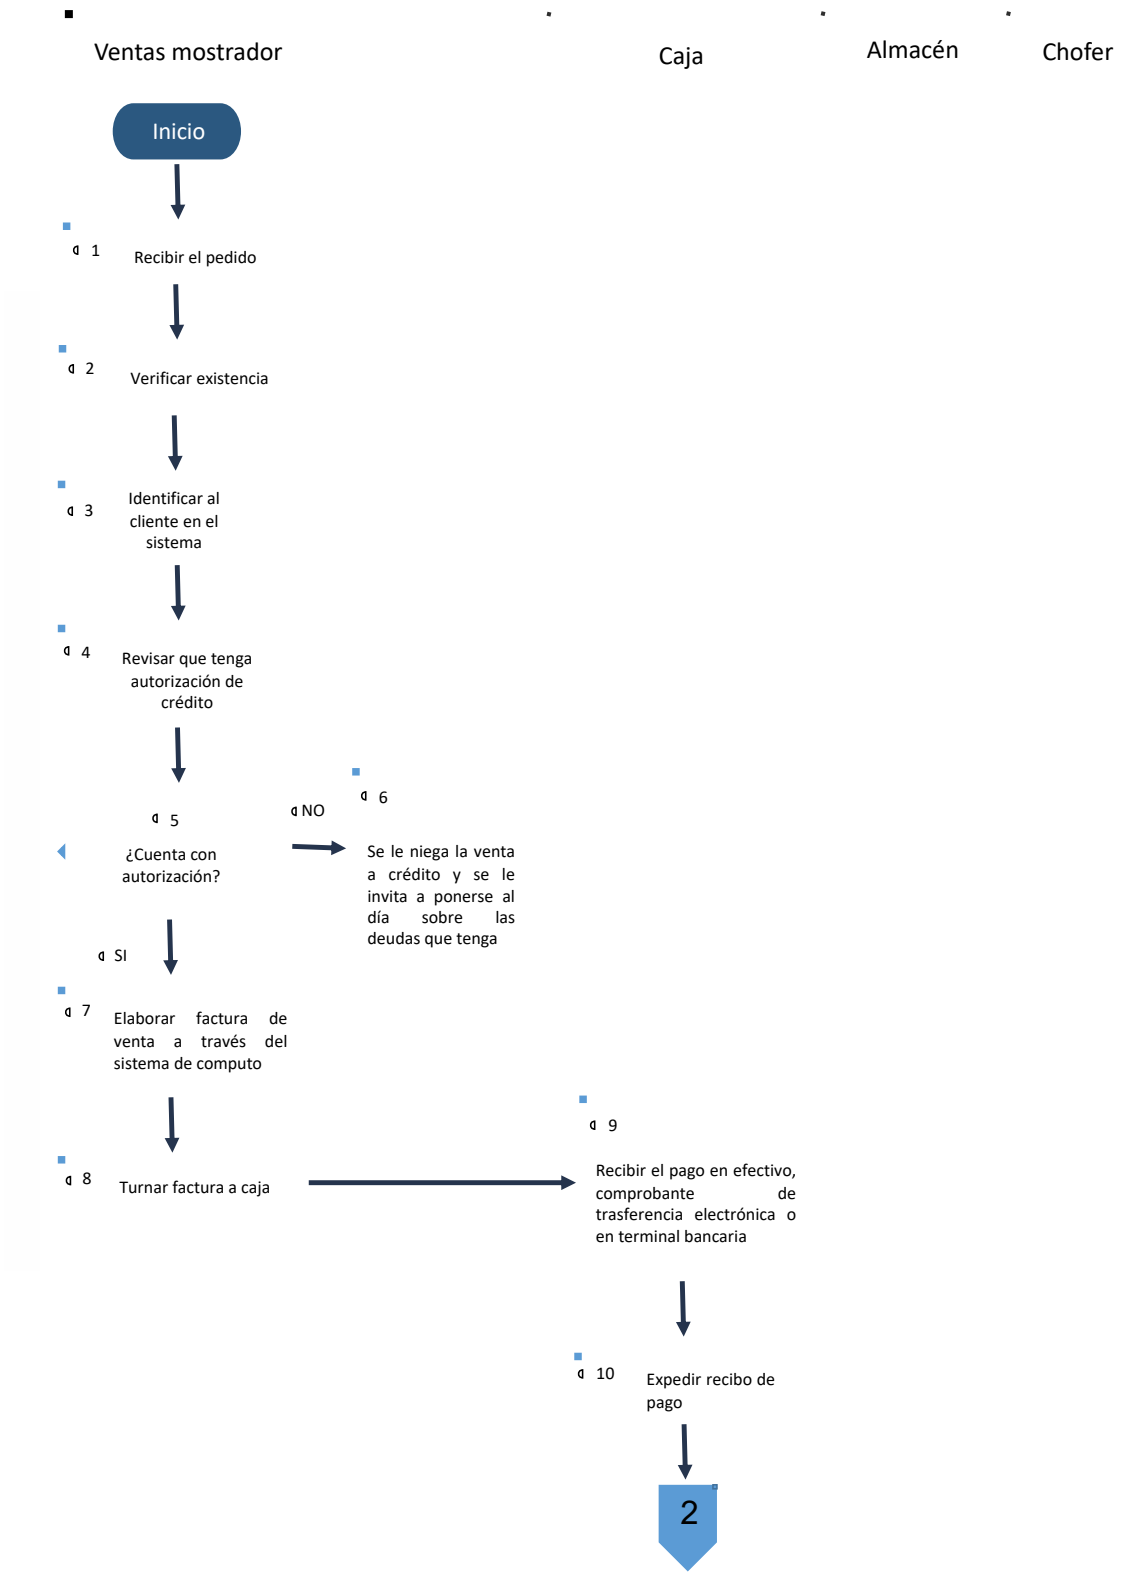 Ventas mostrador
Caja
Almacén
Chofer
Inicio
1
Recibir el pedido
2
Verificar existencia
3
Identificar al
cliente en el
sistema
4
Revisar que tenga
autorización de
crédito
5
¿Cuenta con
autorización?
NO
6
Se le niega la venta
a crédito y se le
invita a ponerse al
día sobre las
deudas que tenga
SI
7
Elaborar factura de
venta a través del
sistema de computo
8
Turnar factura a caja
9
Recibir el pago en efectivo,
comprobante de
trasferencia electrónica o
en terminal bancaria
10
Expedir recibo de
pago
2